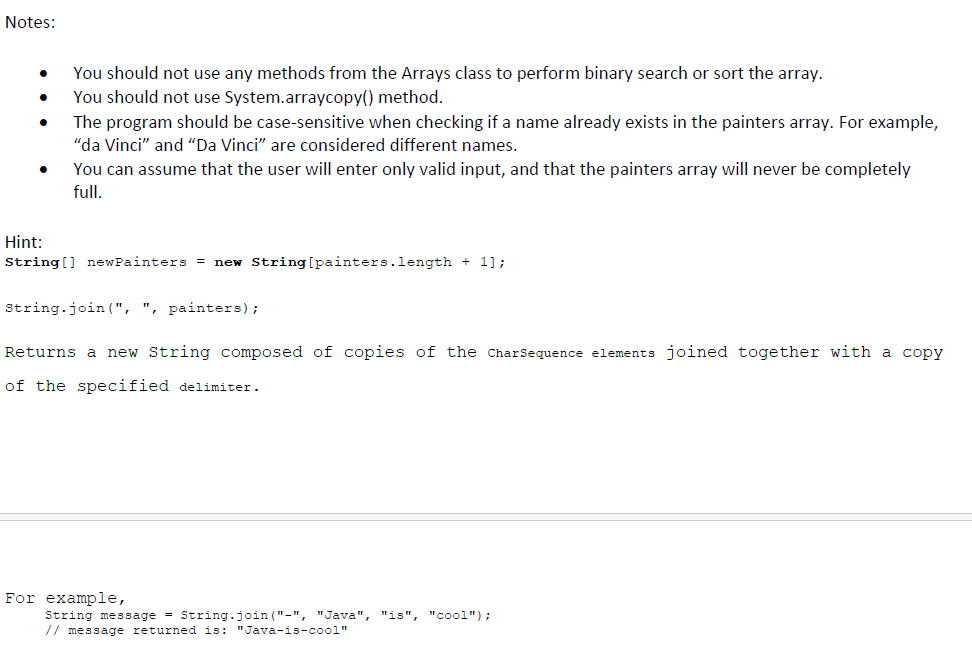 Notes:
• You should not use any methods from the Arrays class to perform binary search or sort the array.
• You should not use System.arraycopy() method.
• The program should be case-sensitive when checking if a name already exists in the painters array. For example,
“da Vinci” and “Da Vinci” are considered different names.
• You can assume that the user will enter only valid input, and that the painters array will never be completely
full.
Hint:
String[] newPainters = new String[painters.length + 1];
String.join(", ", painters);
Returns a new String composed of copies of the CharSequence elements joined together with a copy
of the specified delimiter.
For example,
String message = String.join("-", "Java", "is", "cool");
// message returned is: "Java-is-cool"